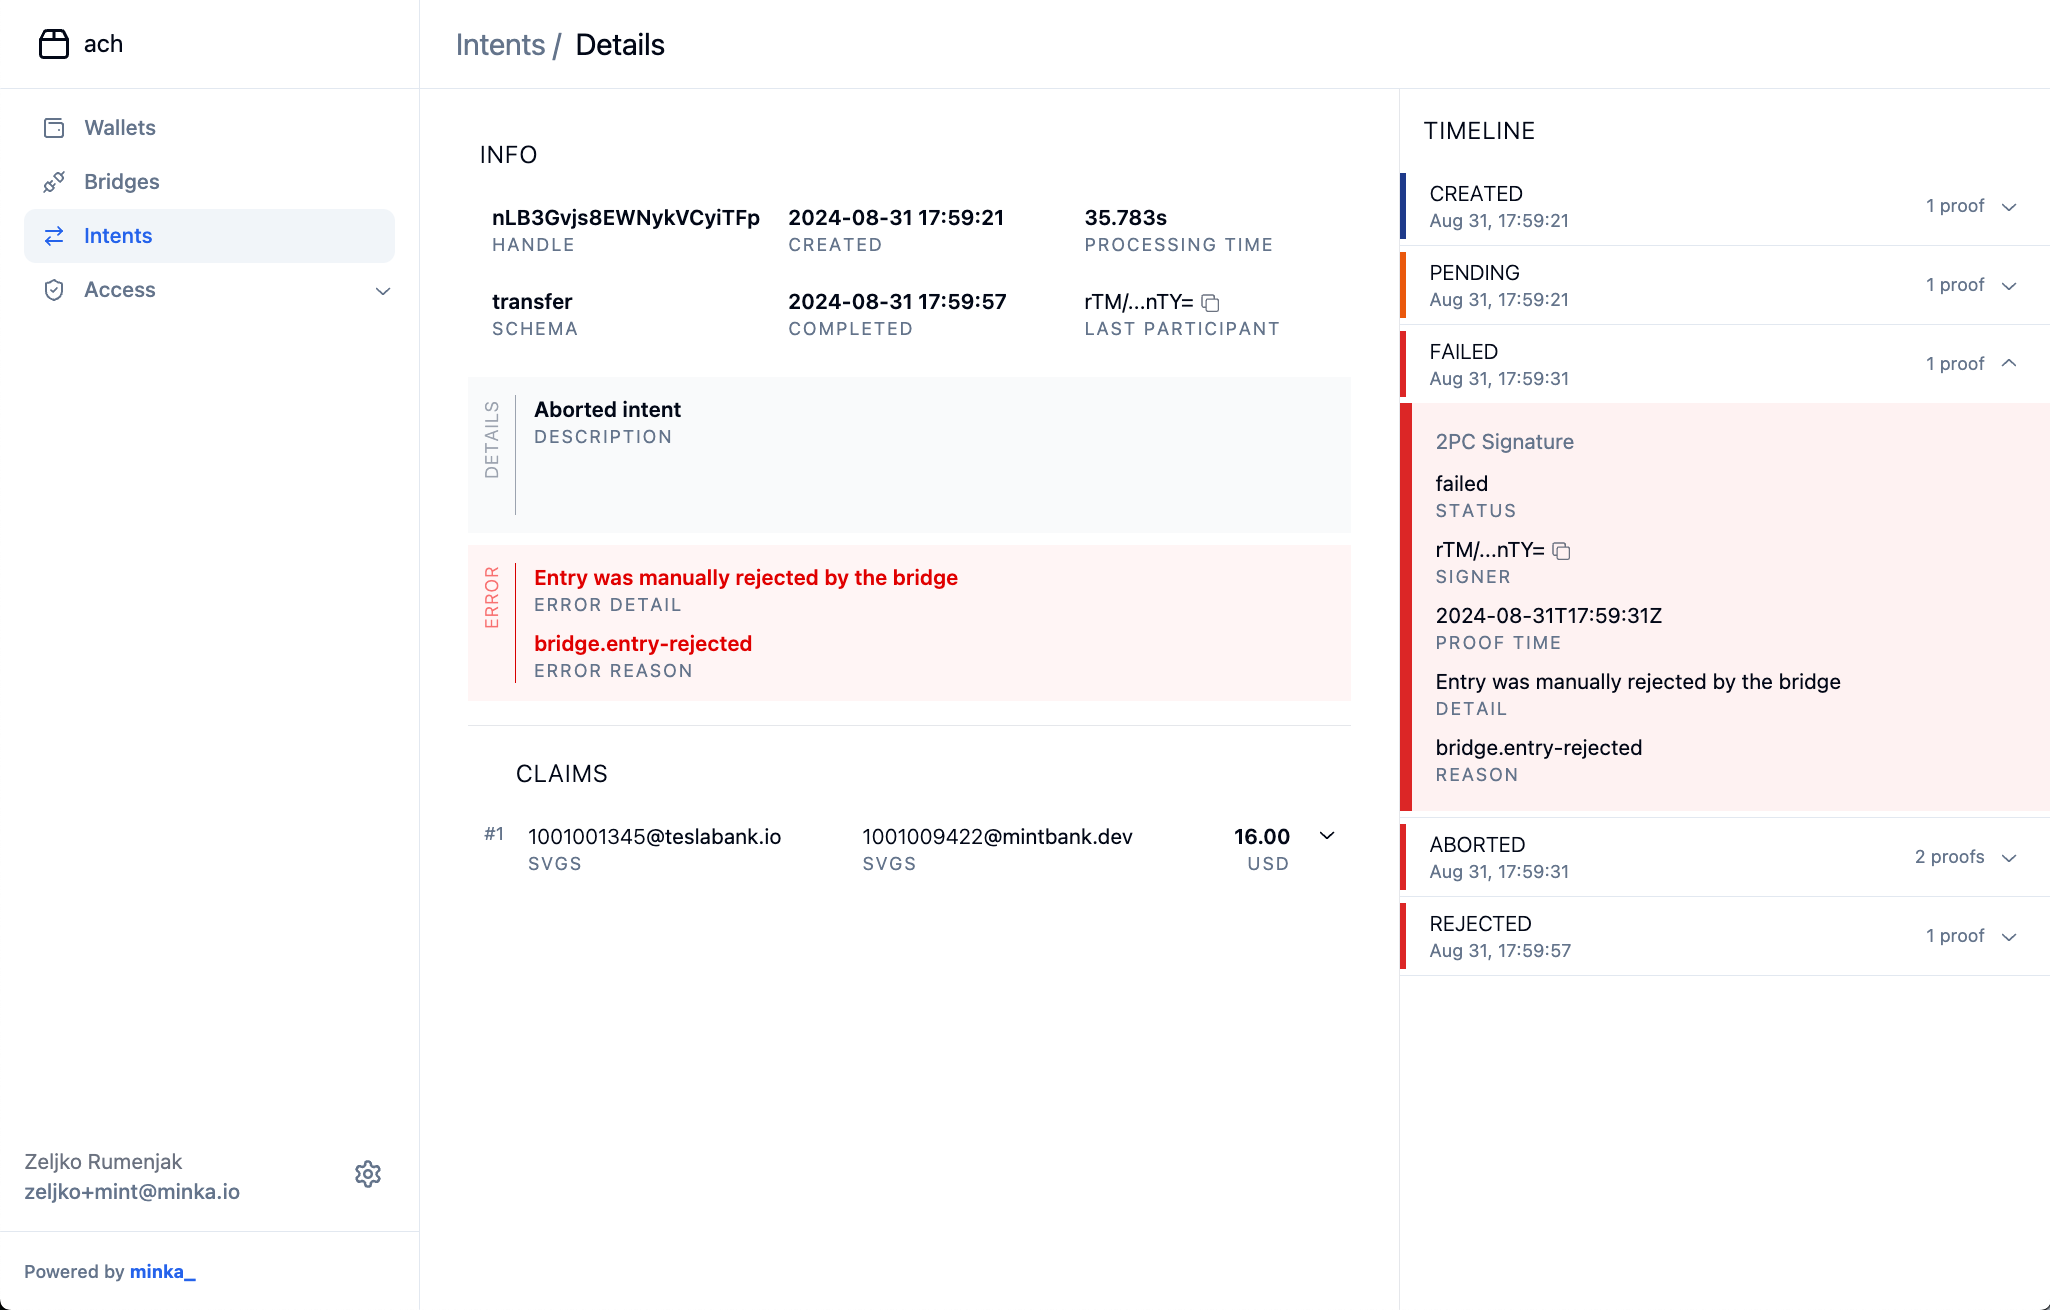 ach
Intents / Details
Wallets
Bridges
Intents
Access
Zeljko Rumenjak
zeljko+mint@minka.io
Powered by minka_
INFO
nLB3Gvjs8EWNykVCyiTFp
HANDLE
2024-08-31 17:59:21
CREATED
35.783s
PROCESSING TIME
transfer
SCHEMA
2024-08-31 17:59:57
COMPLETED
rTM/...nTY=
LAST PARTICIPANT
DETAILS
Aborted intent
DESCRIPTION
ERROR
Entry was manually rejected by the bridge
ERROR DETAIL
bridge.entry-rejected
ERROR REASON
CLAIMS
#1
1001001345@teslabank.io
SVGS
1001009422@mintbank.dev
SVGS
16.00
USD
TIMELINE
CREATED
Aug 31, 17:59:21
1 proof
PENDING
Aug 31, 17:59:21
1 proof
FAILED
Aug 31, 17:59:31
1 proof
2PC Signature
failed
STATUS
rTM/...nTY=
SIGNER
2024-08-31T17:59:31Z
PROOF TIME
Entry was manually rejected by the bridge
DETAIL
bridge.entry-rejected
REASON
ABORTED
Aug 31, 17:59:31
2 proofs
REJECTED
Aug 31, 17:59:57
1 proof